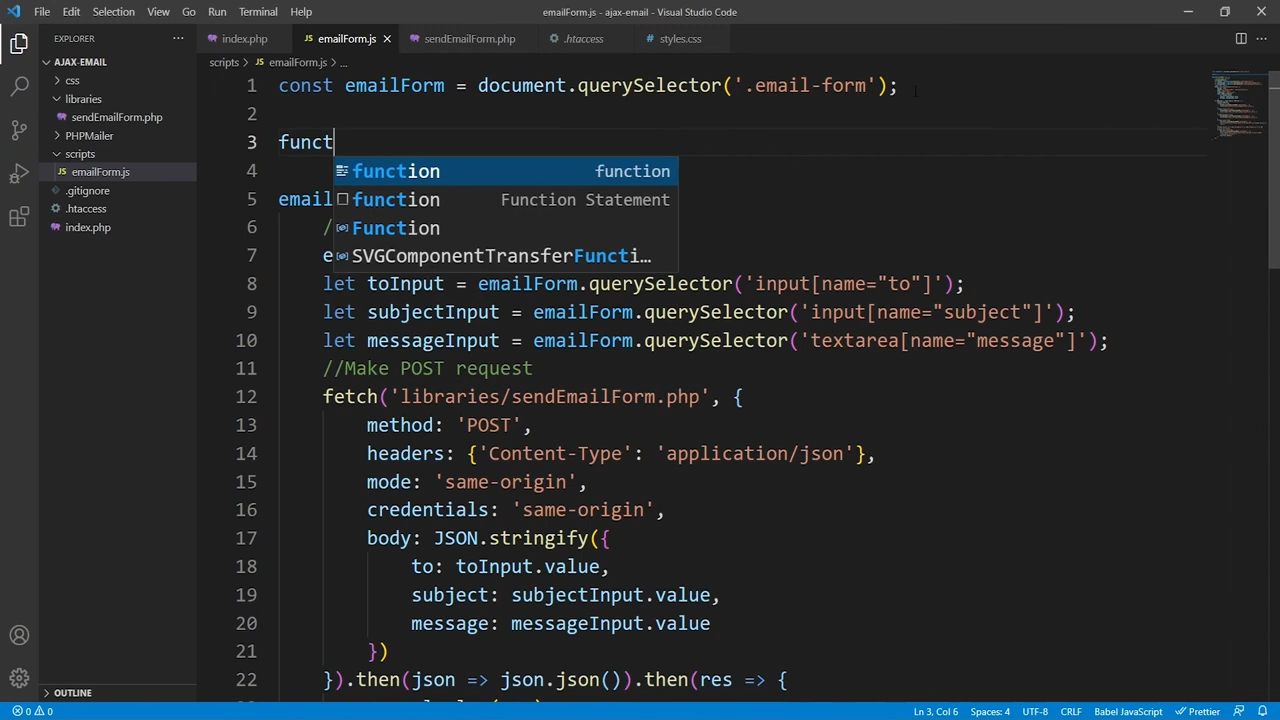 File Edit Selection View Go Run Terminal Help
emailForm.js - ajax-email - Visual Studio Code
EXPLORER
index.php
JS emailForm.js
sendEmailForm.php
.htaccess
styles.css
AJAX-EMAIL
css
libraries
sendEmailForm.php
PHPMailer
scripts
JS emailForm.js
.gitignore
.htaccess
index.php
OUTLINE
scripts > JS emailForm.js > ...
1 const emailForm = document.querySelector('.email-form');
2
3 funct
function function
function Function Statement
Function
SVGComponentTransferFuncti…
4
5 email
6 /
7 e
8 let toInput = emailForm.querySelector('input[name="to"]');
9 let subjectInput = emailForm.querySelector('input[name="subject"]');
10 let messageInput = emailForm.querySelector('textarea[name="message"]');
11 //Make POST request
12 fetch('libraries/sendEmailForm.php', {
13 method: 'POST',
14 headers: {'Content-Type': 'application/json'},
15 mode: 'same-origin',
16 credentials: 'same-origin',
17 body: JSON.stringify({
18 to: toInput.value,
19 subject: subjectInput.value,
20 message: messageInput.value
21 })
22 }).then(json => json.json()).then(res => {
0 0
Ln 3, Col 6 Spaces: 4 UTF-8 CRLF Babel JavaScript Prettier